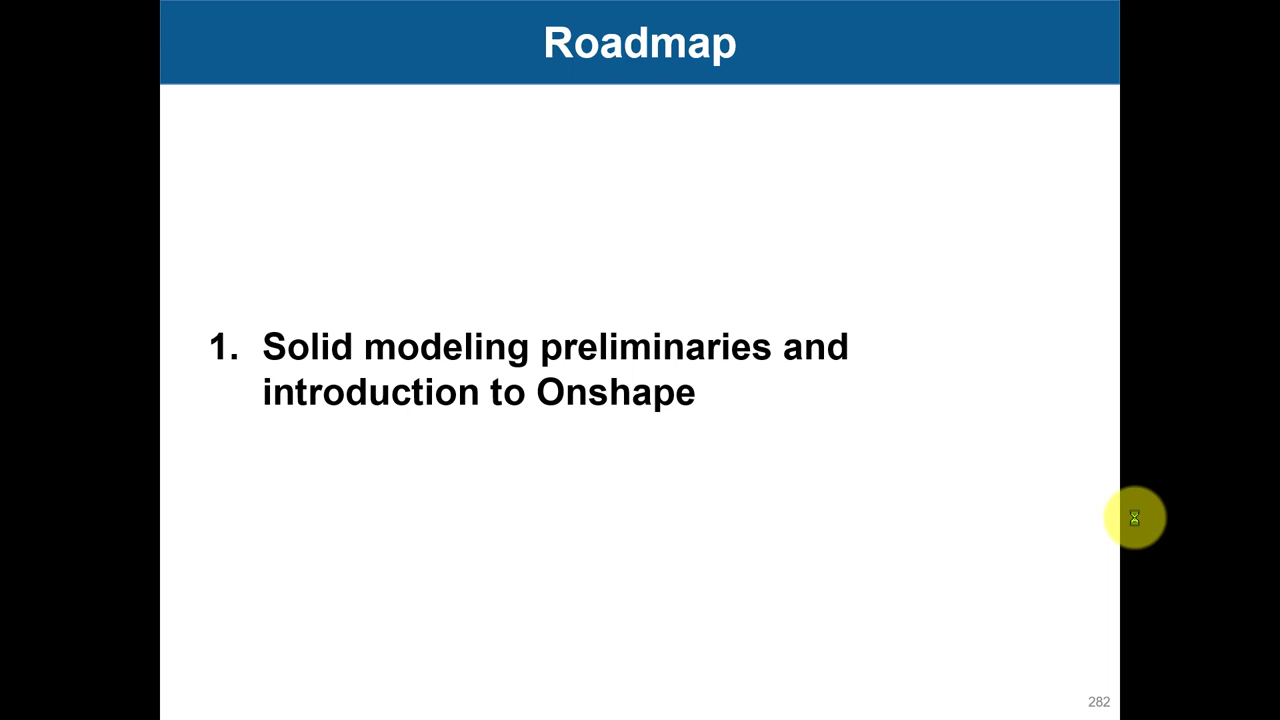 Roadmap
1. Solid modeling preliminaries and
introduction to Onshape
282